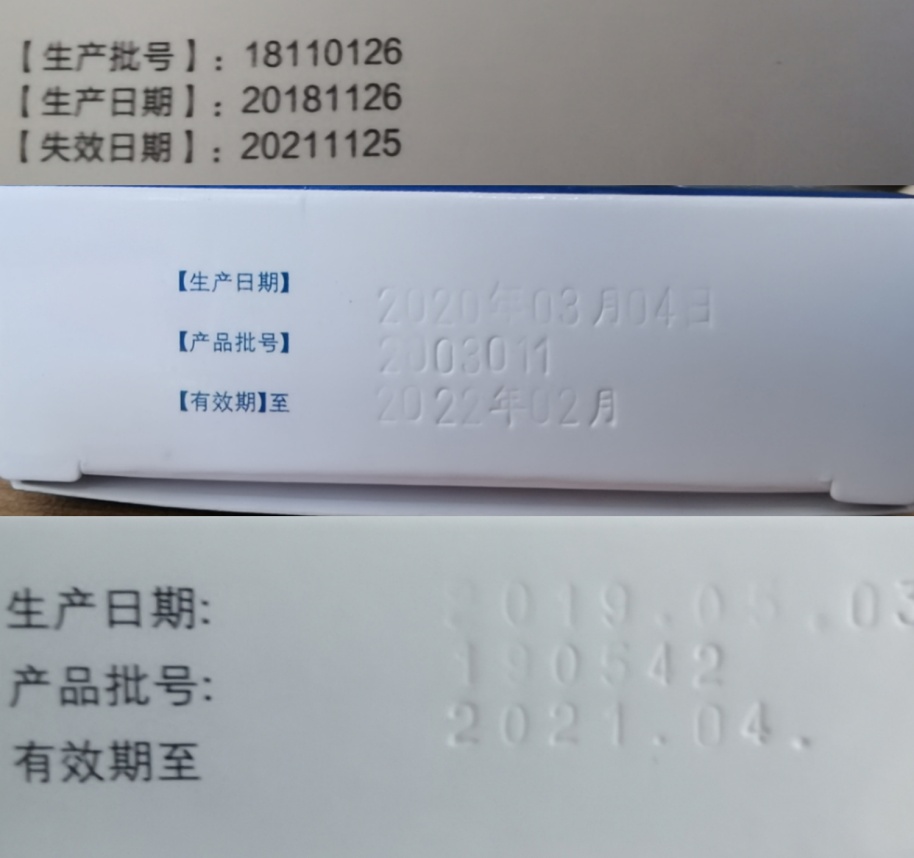 【生产批号】：18110126
【生产日期】：20181126
【失效日期】：20211125
【生产日期】 2020年03月04日
【产品批号】 2003011
【有效期】至 2022年02月
生产日期: 2019.05.03
产品批号: 190542
有效期至 2021.04.